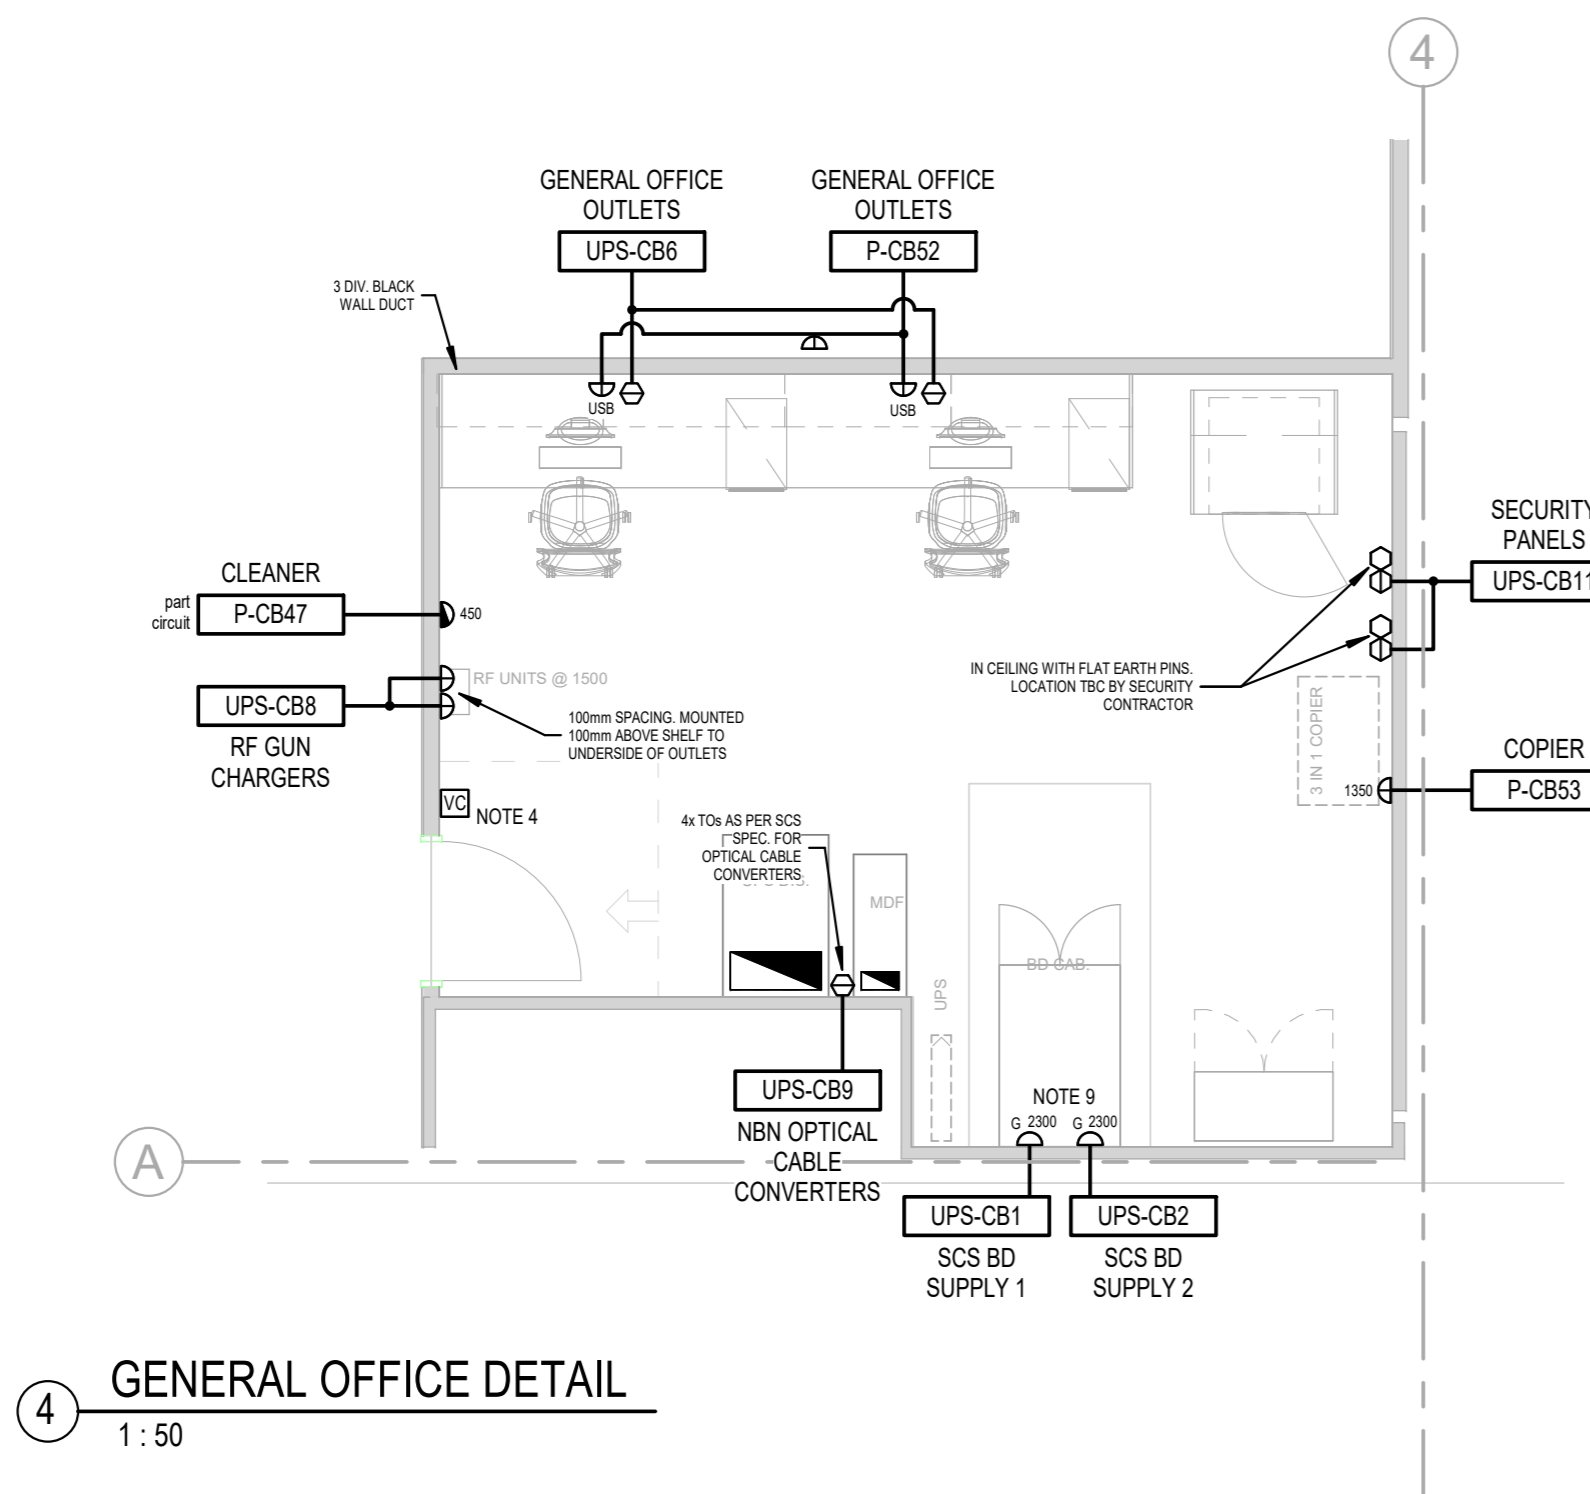 4
GENERAL OFFICE
OUTLETS
UPS-CB6
GENERAL OFFICE
OUTLETS
P-CB52
3 DIV. BLACK
WALL DUCT
USB
USB
SECURITY
PANELS
UPS-CB11
CLEANER
part
circuit
P-CB47
450
RF UNITS @ 1500
UPS-CB8
RF GUN
CHARGERS
100mm SPACING. MOUNTED
100mm ABOVE SHELF TO
UNDERSIDE OF OUTLETS
IN CEILING WITH FLAT EARTH PINS.
LOCATION TBC BY SECURITY
CONTRACTOR
3 IN 1 COPIER
1350
COPIER
P-CB53
VC
NOTE 4
4x TOs AS PER SCS
SPEC. FOR
OPTICAL CABLE
CONVERTERS
MDF
BD CAB.
UPS
UPS-CB9
NBN OPTICAL
CABLE
CONVERTERS
NOTE 9
G 2300
G 2300
A
UPS-CB1
SCS BD
SUPPLY 1
UPS-CB2
SCS BD
SUPPLY 2
4
GENERAL OFFICE DETAIL
1 : 50